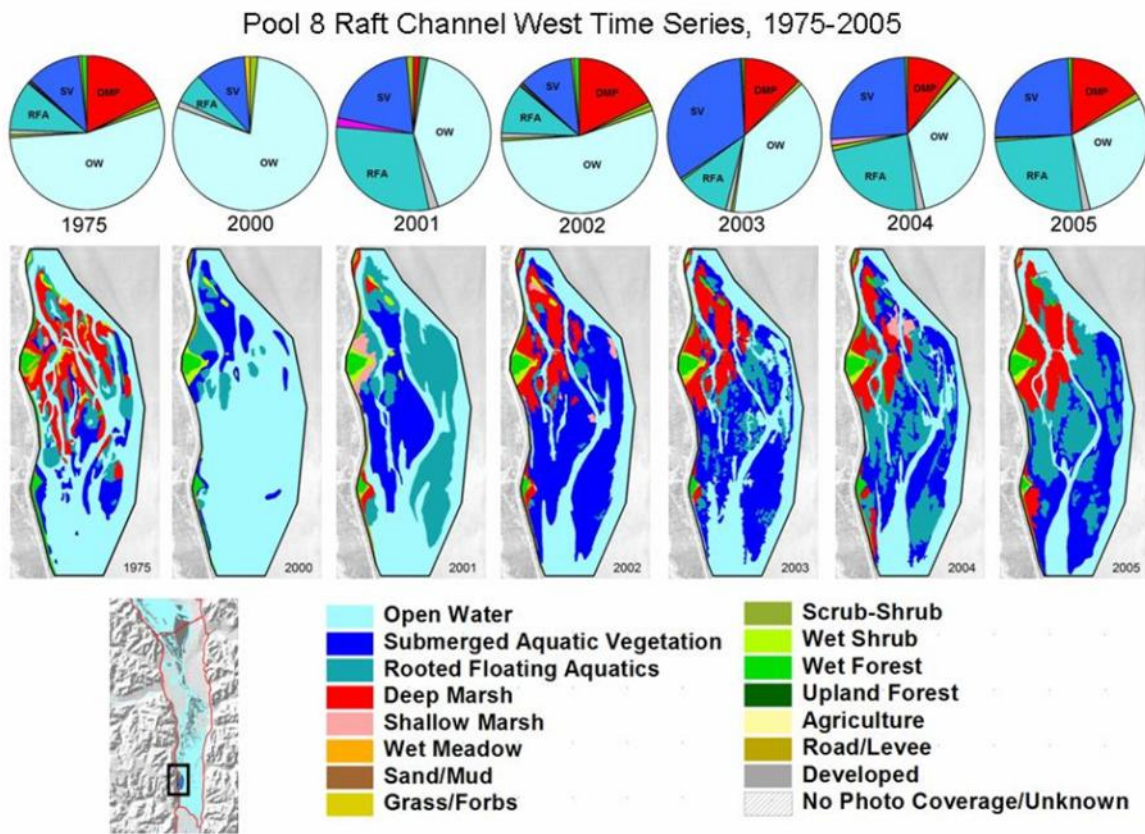 Pool 8 Raft Channel West Time Series, 1975-2005
SV DMP RFA OW
SV RFA OW
SV OW RFA
SV DMP RFA OW
SV DMP OW RFA
SV DMP OW RFA
SV DMP OW RFA
1975 2000 2001 2002 2003 2004 2005
1975 2000 2001 2002 2003 2004 2005
Open Water
Submerged Aquatic Vegetation
Rooted Floating Aquatics
Deep Marsh
Shallow Marsh
Wet Meadow
Sand/Mud
Grass/Forbs
Scrub-Shrub
Wet Shrub
Wet Forest
Upland Forest
Agriculture
Road/Levee
Developed
No Photo Coverage/Unknown